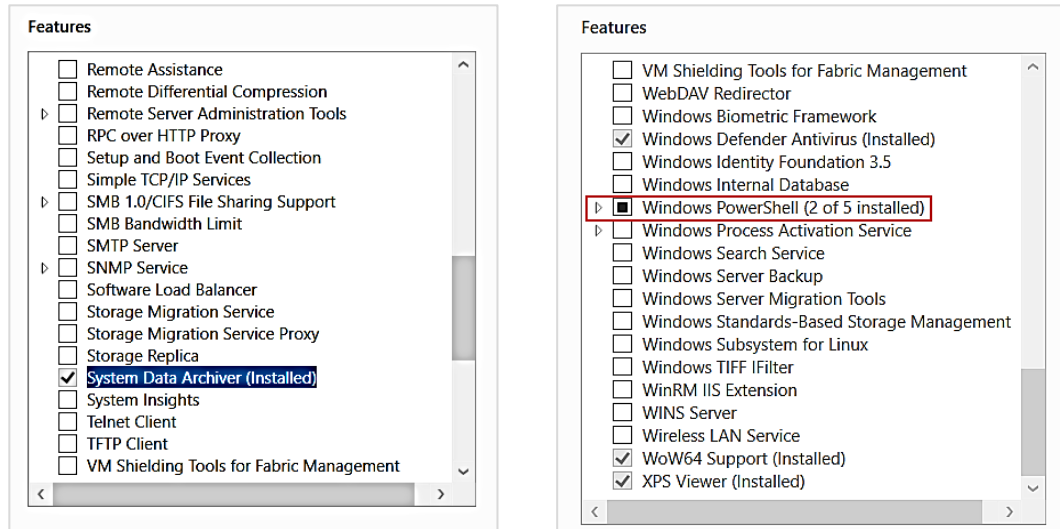 Features
Remote Assistance
Remote Differential Compression
Remote Server Administration Tools
RPC over HTTP Proxy
Setup and Boot Event Collection
Simple TCP/IP Services
SMB 1.0/CIFS File Sharing Support
SMB Bandwidth Limit
SMTP Server
SNMP Service
Software Load Balancer
Storage Migration Service
Storage Migration Service Proxy
Storage Replica
System Data Archiver (Installed)
System Insights
Telnet Client
TFTP Client
VM Shielding Tools for Fabric Management
Features
VM Shielding Tools for Fabric Management
WebDAV Redirector
Windows Biometric Framework
Windows Defender Antivirus (Installed)
Windows Identity Foundation 3.5
Windows Internal Database
Windows PowerShell (2 of 5 installed)
Windows Process Activation Service
Windows Search Service
Windows Server Backup
Windows Server Migration Tools
Windows Standards-Based Storage Management
Windows Subsystem for Linux
Windows TIFF IFilter
WinRM IIS Extension
WINS Server
Wireless LAN Service
WoW64 Support (Installed)
XPS Viewer (Installed)